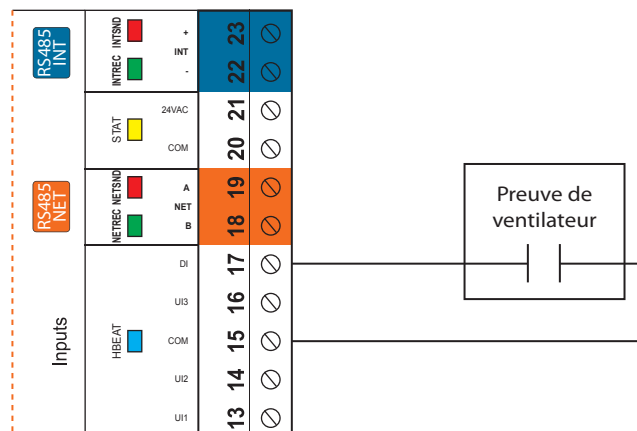 RS485
INT
INTREC INTSND
+
INT
-
23
22
STAT
24VAC
COM
21
20
RS485
NET
NETREC NETSND
A
NET
B
19
18
Inputs
HBEAT
DI
UI3
COM
UI2
UI1
17
16
15
14
13
Preuve de
ventilateur